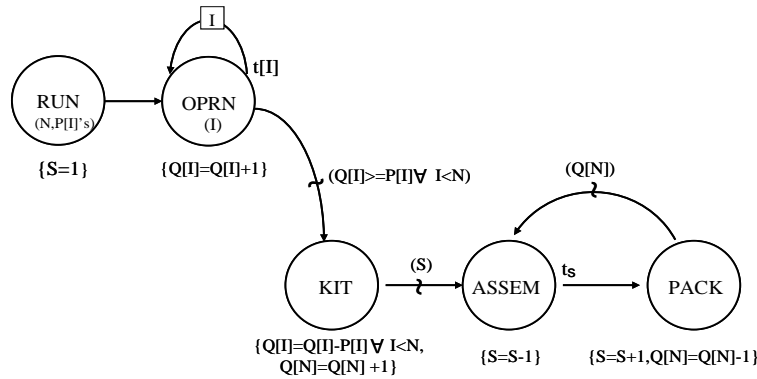 I
t[I]
RUN
(N,P[I]'s)
OPRN
(I)
{S=1}
{Q[I]=Q[I]+1}
(Q[I]>=P[I]∀ I<N)
(Q[N])
KIT
(S)
ASSEM
ts
PACK
{Q[I]=Q[I]-P[I] ∀ I<N,
Q[N]=Q[N] +1}
{S=S-1}
{S=S+1,Q[N]=Q[N]-1}